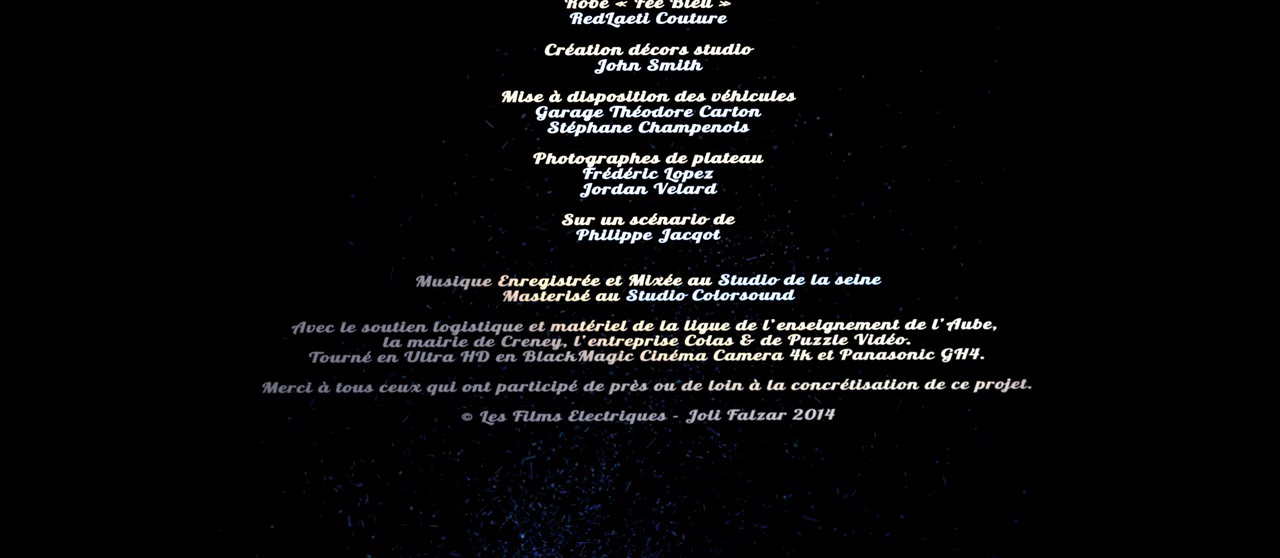 Robe « Fée Bleu »
RedLaeti Couture
Création décors studio
John Smith
Mise à disposition des véhicules
Garage Théodore Carton
Stéphane Champenois
Photographes de plateau
Frédéric Lopez
Jordan Velard
Sur un scénario de
Philippe Jacqot
Musique Enregistrée et Mixée au Studio de la seine
Masterisé au Studio Colorsound
Avec le soutien logistique et matériel de la ligue de l'enseignement de l'Aube,
la mairie de Creney, l'entreprise Colas & de Puzzle Vidéo.
Tourné en Ultra HD en BlackMagic Cinéma Camera 4k et Panasonic GH4.
Merci à tous ceux qui ont participé de près ou de loin à la concrétisation de ce projet.
© Les Films Electriques - Joli Falzar 2014